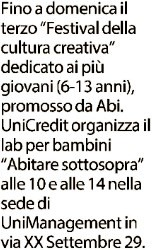 Fino a domenica il
terzo “Festival della
cultura creativa”
dedicato ai più
giovani (6-13 anni),
promosso da Abi.
UniCredit organizza il
lab per bambini
“Abitare sottosopra”
alle 10 e alle 14 nella
sede di
UniManagement in
via XX Settembre 29.